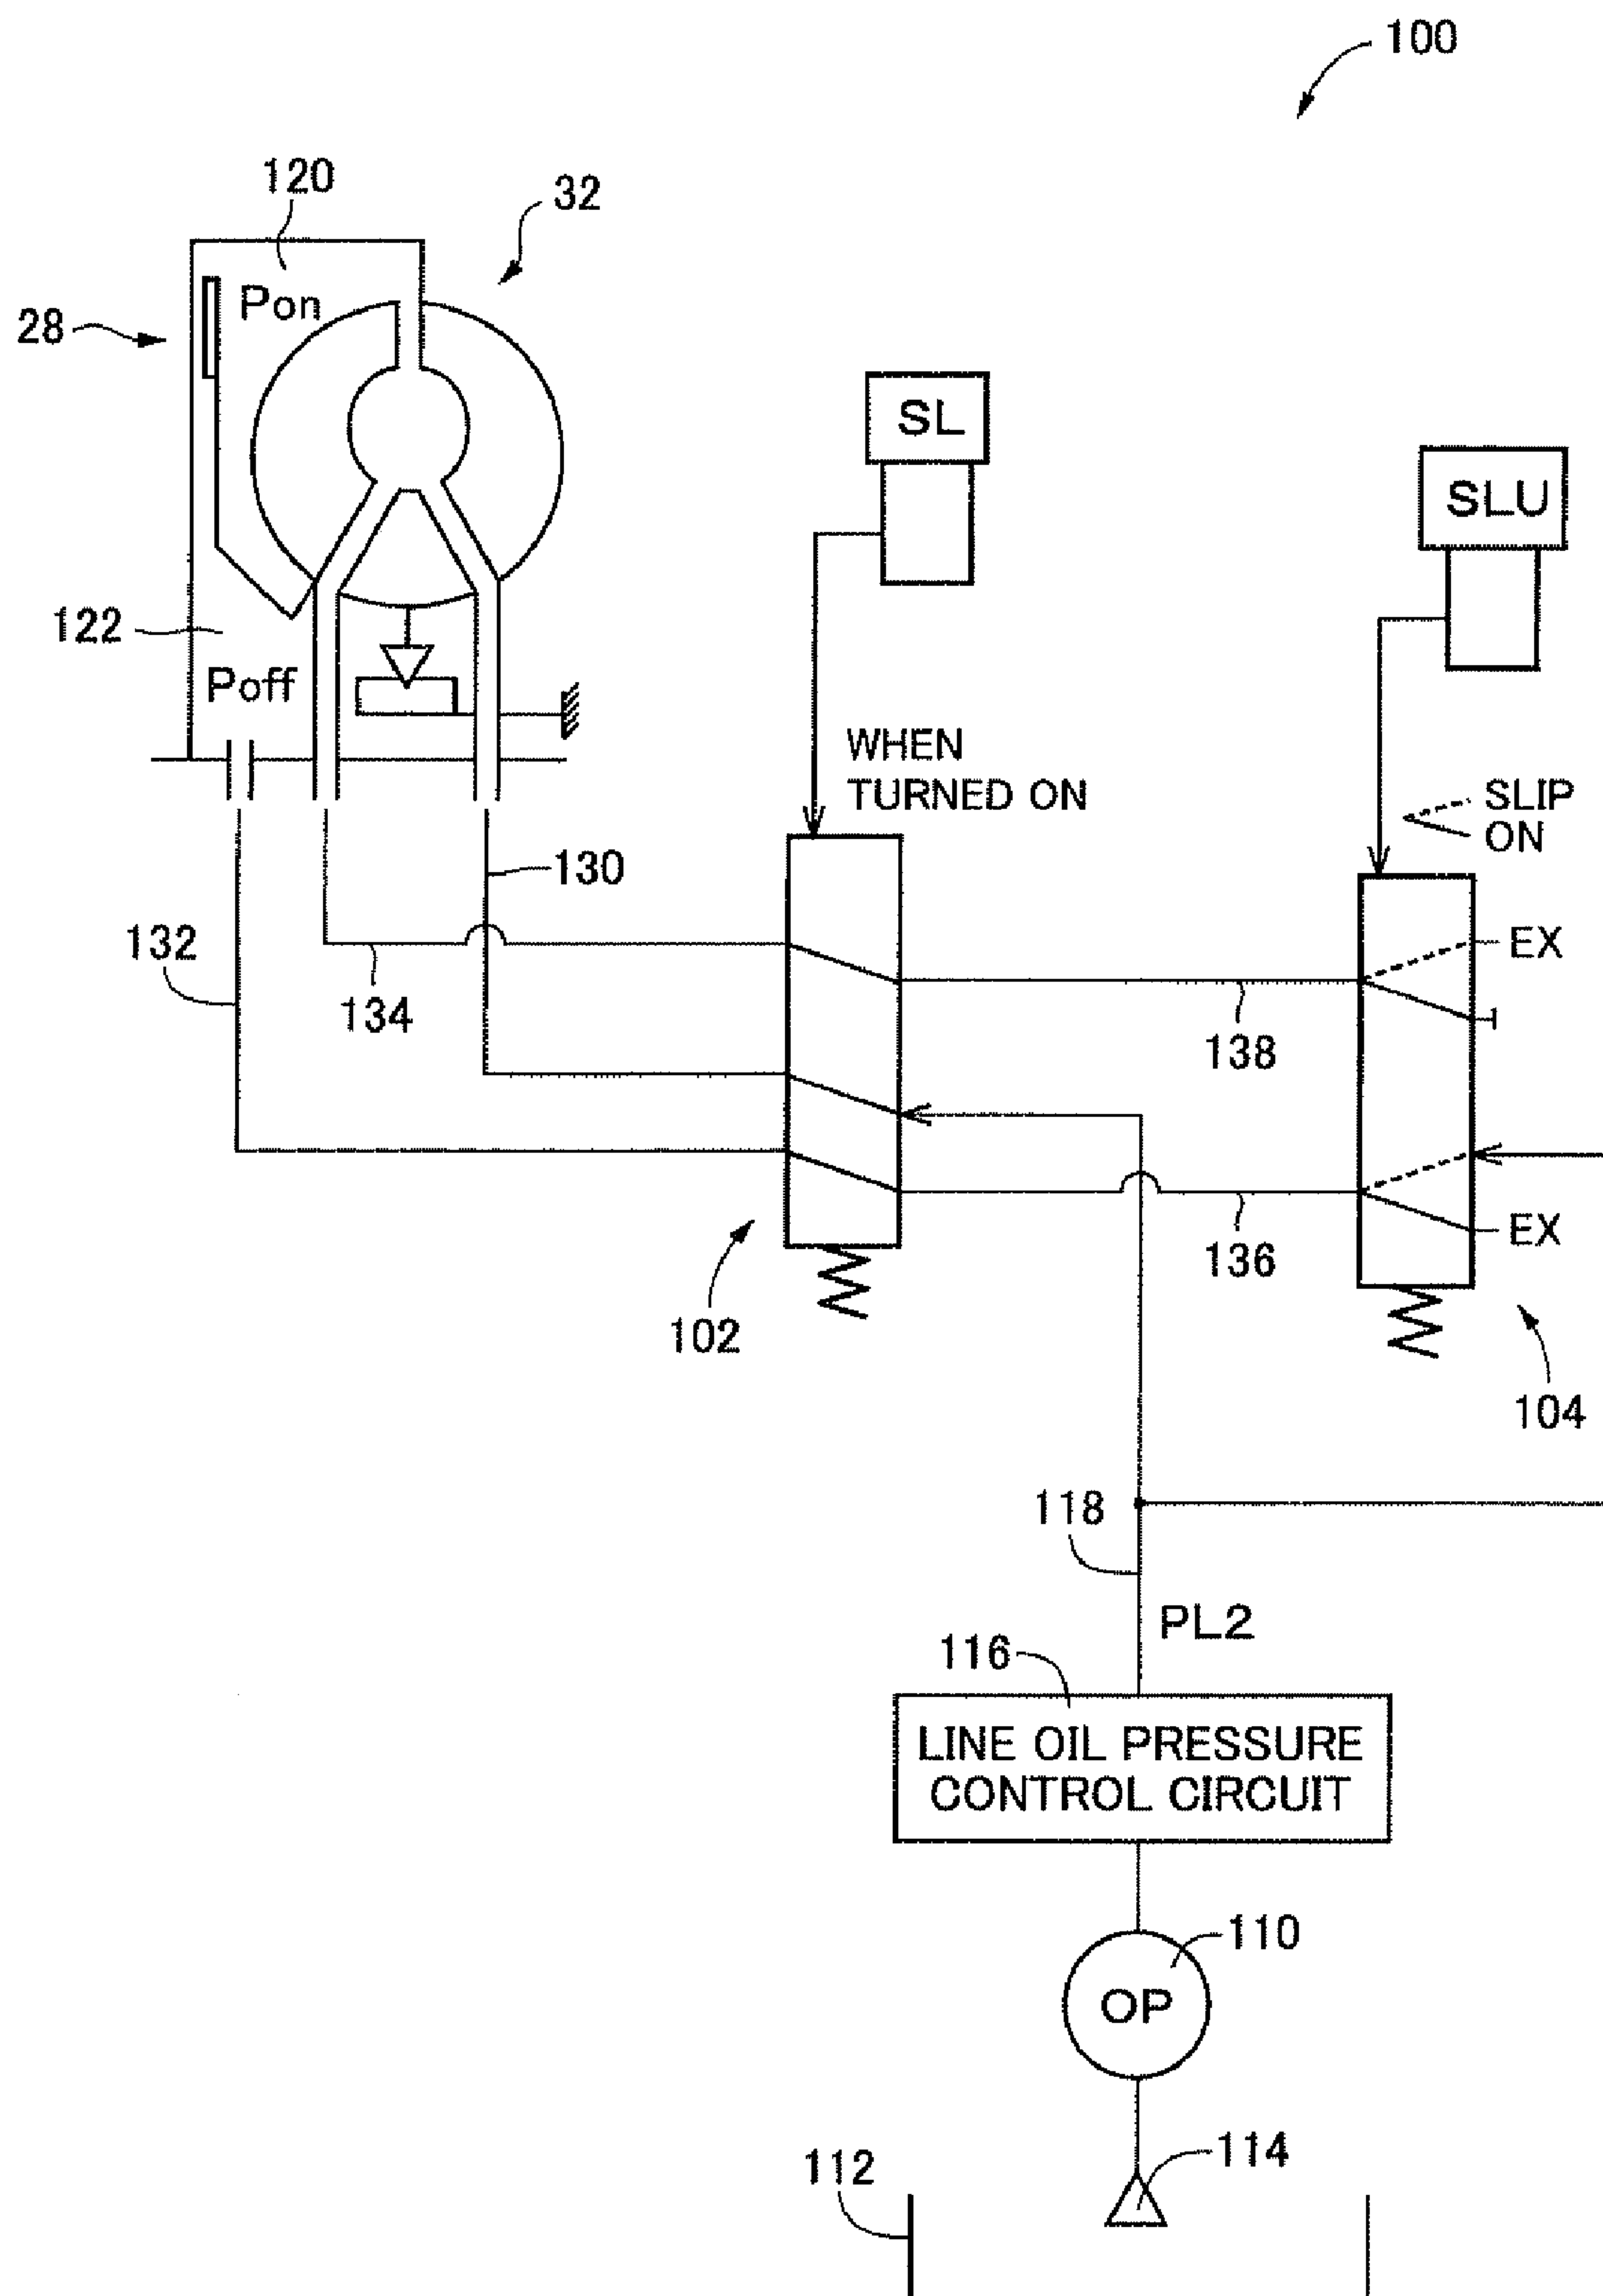 100
120
32
Pon
28
SL
SLU
122
Poff
WHEN
TURNED ON
SLIP
ON
130
132
EX
134
138
136
EX
102
104
118
PL2
116
LINE OIL PRESSURE
CONTROL CIRCUIT
110
OP
114
112